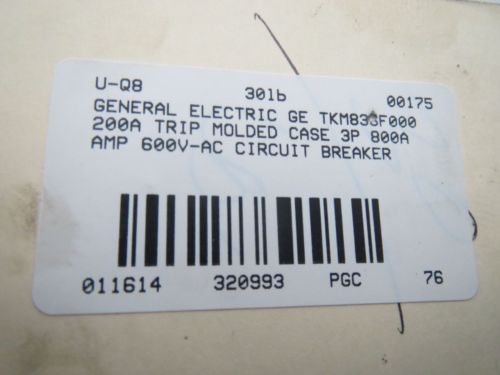 U-Q8 30lb 00175
GENERAL ELECTRIC GE TKM833F000
200A TRIP MOLDED CASE 3P 800A
AMP 600V-AC CIRCUIT BREAKER
011614 320993 PGC 76